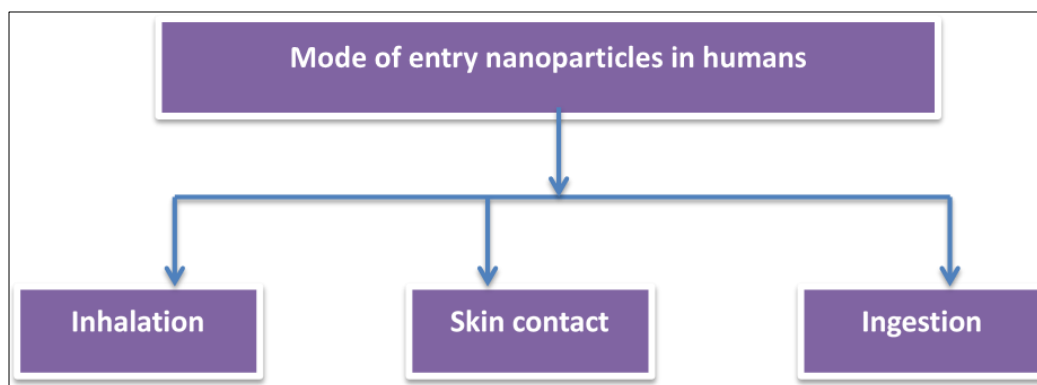 Mode of entry nanoparticles in humans
Inhalation
Skin contact
Ingestion